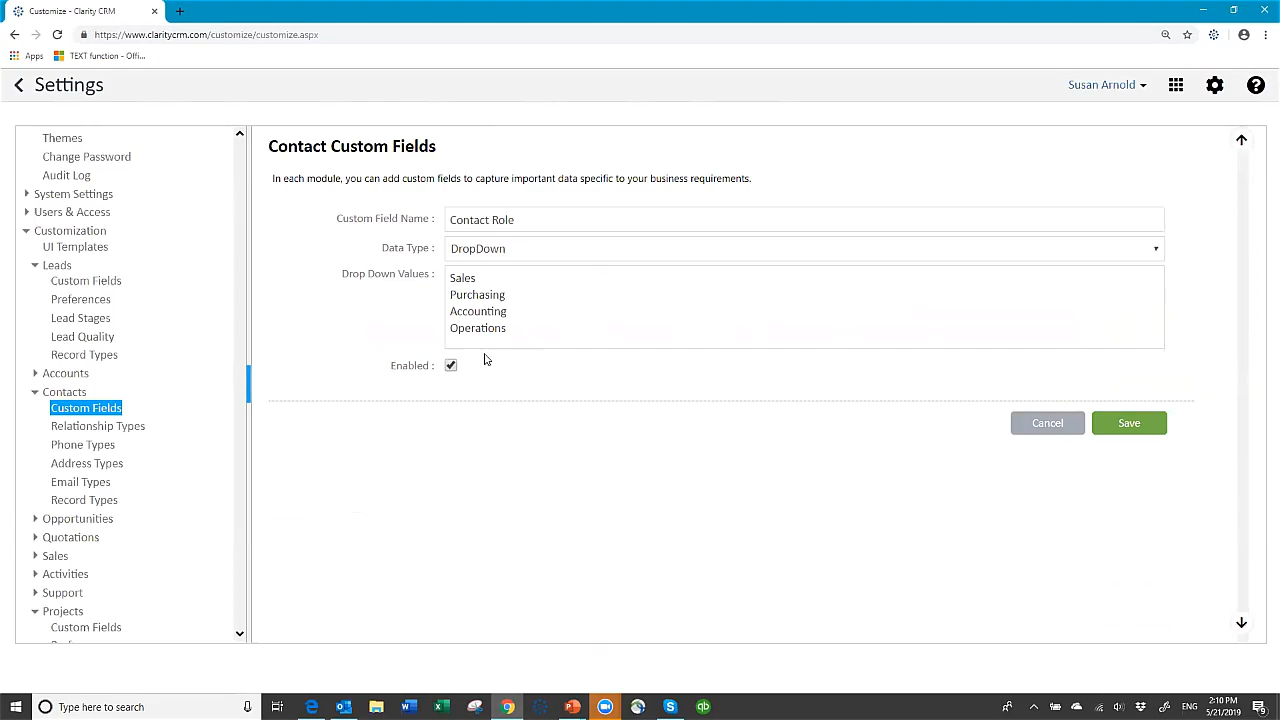 Customize - Clarity CRM
https://www.claritycrm.com/customize/customize.aspx
Apps
TEXT function - Offi...
Settings
Susan Arnold
Themes
Change Password
Audit Log
System Settings
Users & Access
Customization
UI Templates
Leads
Custom Fields
Preferences
Lead Stages
Lead Quality
Record Types
Accounts
Contacts
Custom Fields
Relationship Types
Phone Types
Address Types
Email Types
Record Types
Opportunities
Quotations
Sales
Activities
Support
Projects
Custom Fields
Contact Custom Fields
In each module, you can add custom fields to capture important data specific to your business requirements.
Custom Field Name : Contact Role
Data Type : DropDown
Drop Down Values : Sales
Purchasing
Accounting
Operations
Enabled :
Cancel
Save
Type here to search
ENG
2:10 PM
5/21/2019